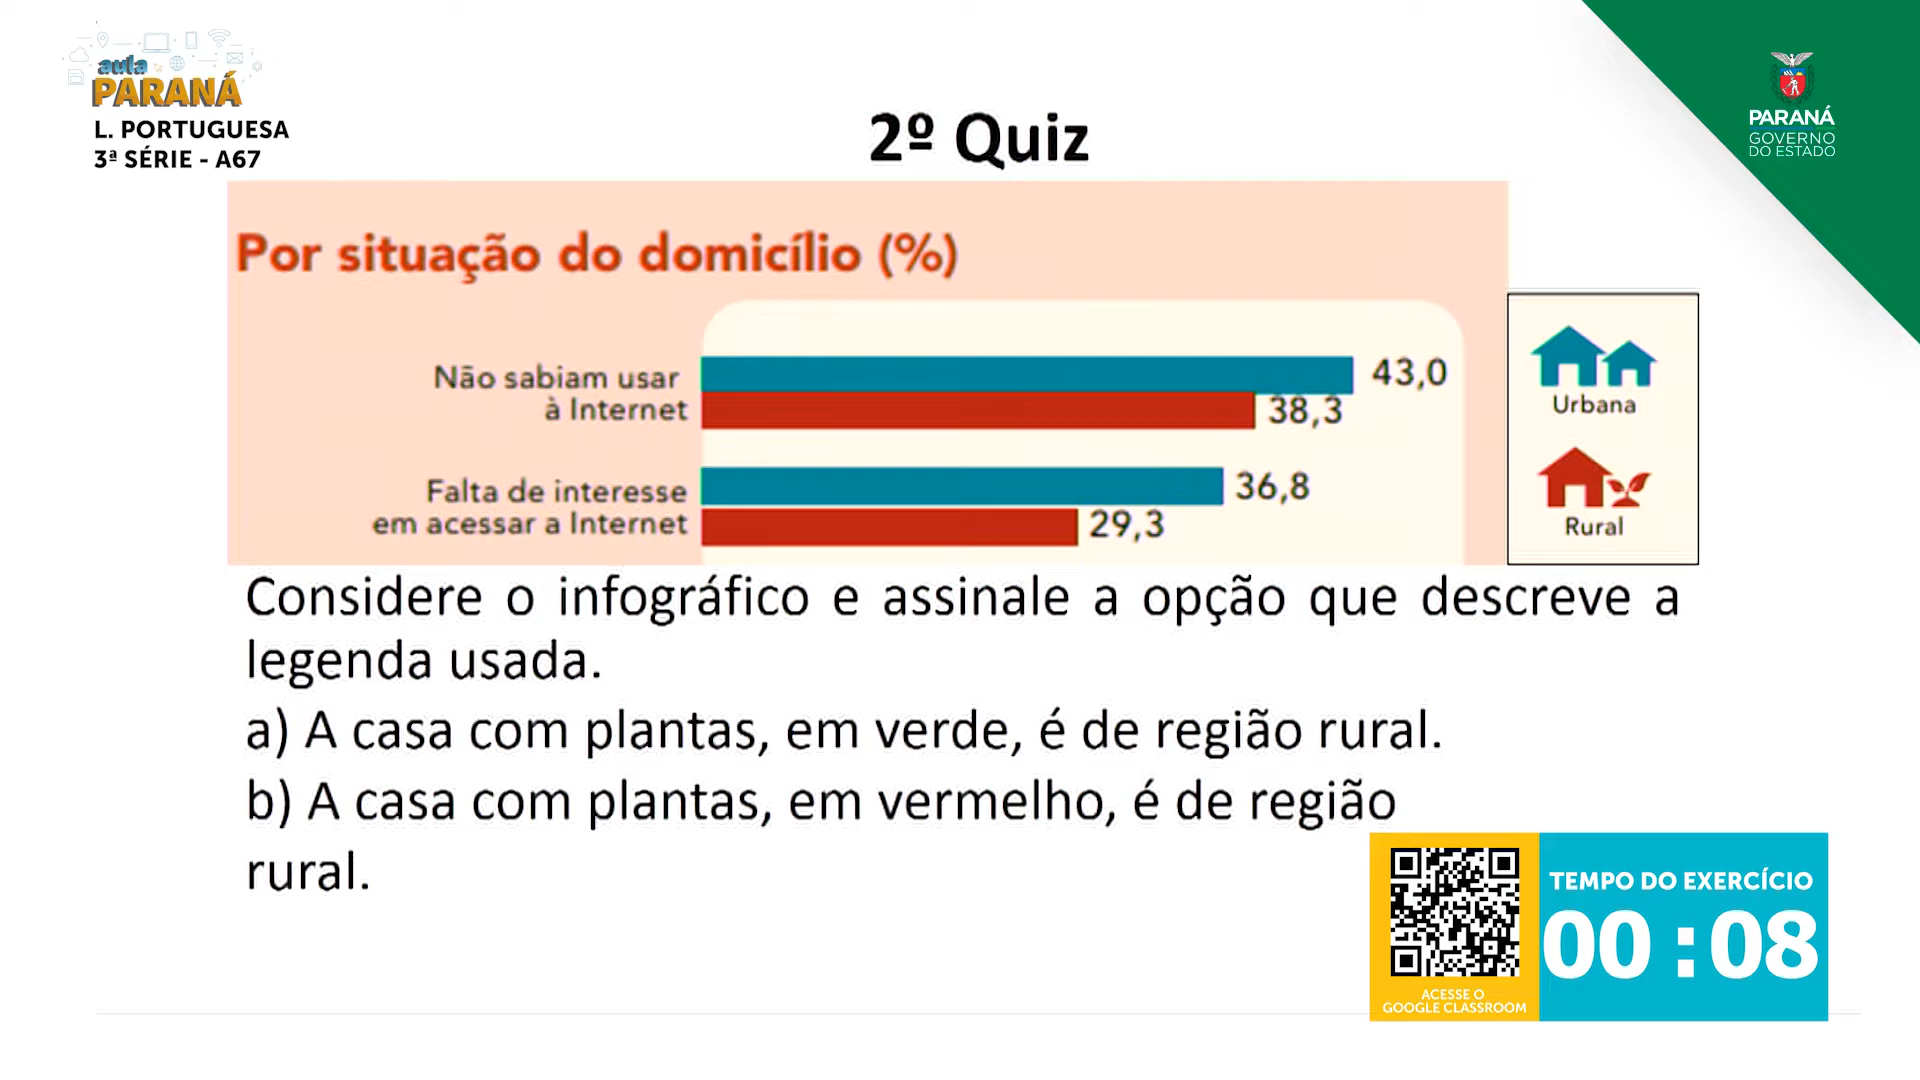 aula
PARANÁ
L. PORTUGUESA
3ª SÉRIE - A67
2º Quiz
PARANÁ
GOVERNO
DO ESTADO
Por situação do domicílio (%)
Não sabiam usar
à Internet
43,0
38,3
Falta de interesse
em acessar a Internet
36,8
29,3
Urbana
Rural
Considere o infográfico e assinale a opção que descreve a
legenda usada.
a) A casa com plantas, em verde, é de região rural.
b) A casa com plantas, em vermelho, é de região
rural.
TEMPO DO EXERCÍCIO
00 : 08
ACESSE O
GOOGLE CLASSROOM